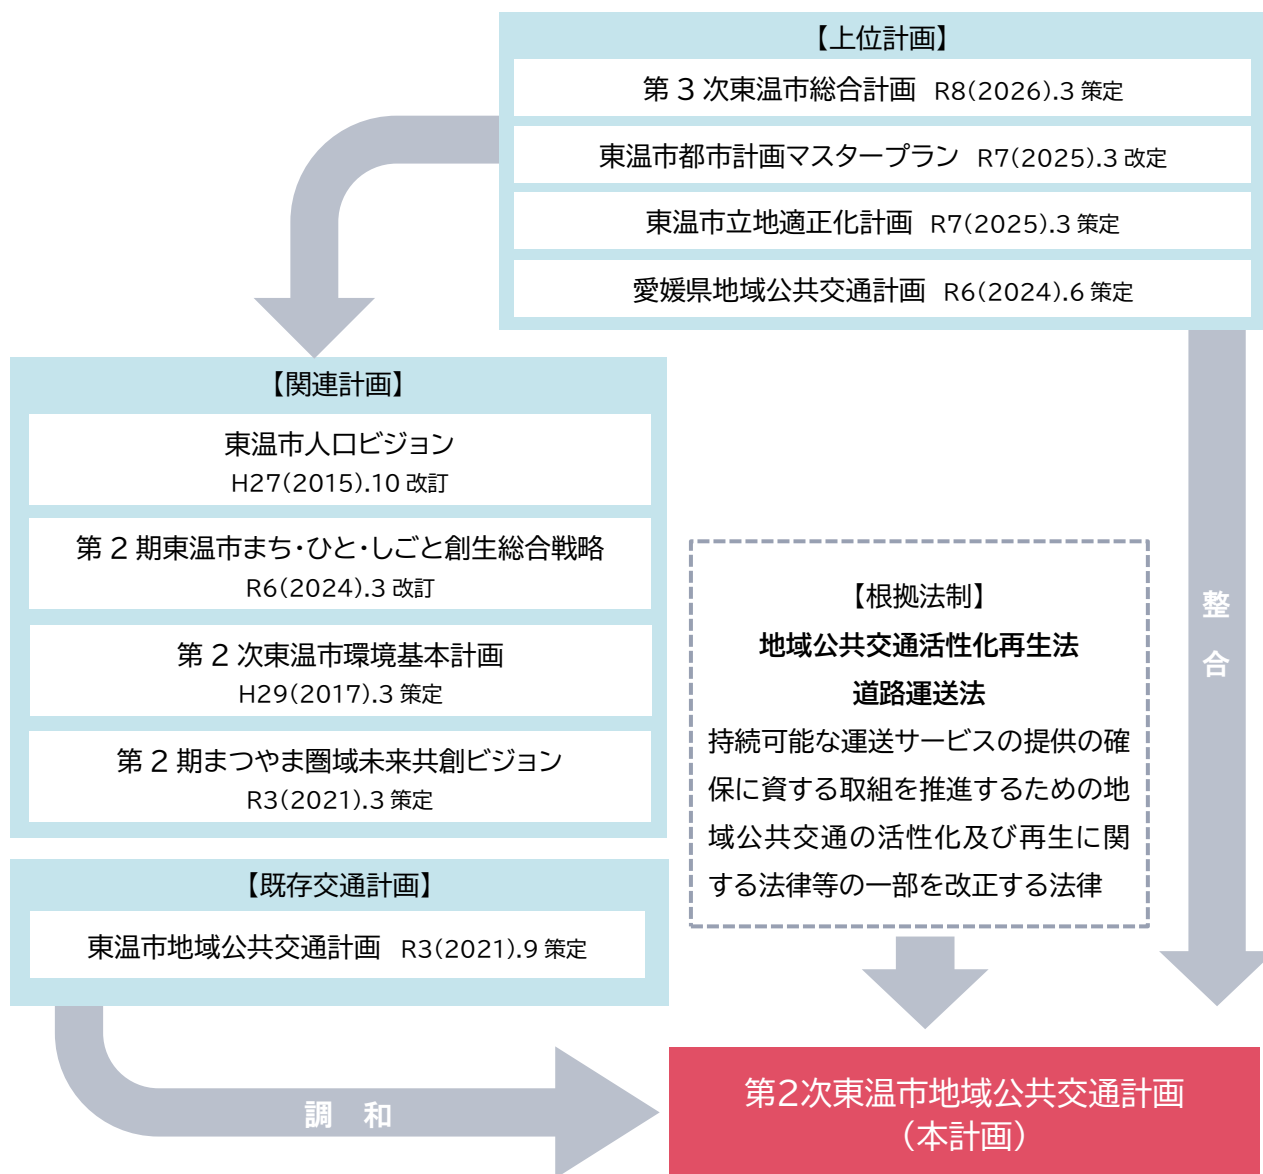 【上位計画】
第3次東温市総合計画 R8(2026).3 策定
東温市都市計画マスタープラン R7(2025).3 改定
東温市立地適正化計画 R7(2025).3 策定
愛媛県地域公共交通計画 R6(2024).6 策定
【関連計画】
東温市人口ビジョン
H27(2015).10 改訂
第2期東温市まち・ひと・しごと創生総合戦略
R6(2024).3 改訂
第2次東温市環境基本計画
H29(2017).3 策定
第2期まつやま圏域未来共創ビジョン
R3(2021).3 策定
【既存交通計画】
東温市地域公共交通計画 R3(2021).9 策定
【根拠法制】
地域公共交通活性化再生法
道路運送法
持続可能な運送サービスの提供の確
保に資する取組を推進するための地
域公共交通の活性化及び再生に関
する法律等の一部を改正する法律
整合
調和
第2次東温市地域公共交通計画
(本計画)